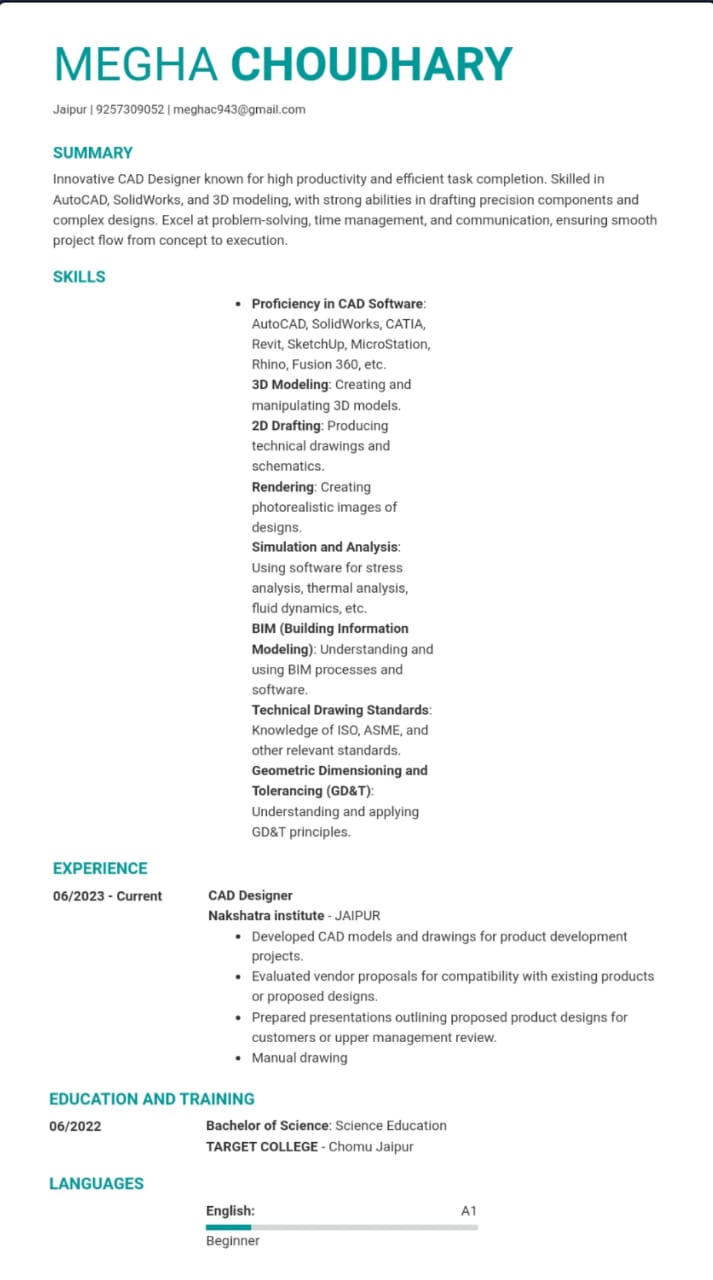 MEGHA CHOUDHARY
Jaipur | 9257309052 | meghac943@gmail.com
SUMMARY
Innovative CAD Designer known for high productivity and efficient task completion. Skilled in
AutoCAD, SolidWorks, and 3D modeling, with strong abilities in drafting precision components and
complex designs. Excel at problem-solving, time management, and communication, ensuring smooth
project flow from concept to execution.
SKILLS
• Proficiency in CAD Software:
AutoCAD, SolidWorks, CATIA,
Revit, SketchUp, MicroStation,
Rhino, Fusion 360, etc.
3D Modeling: Creating and
manipulating 3D models.
2D Drafting: Producing
technical drawings and
schematics.
Rendering: Creating
photorealistic images of
designs.
Simulation and Analysis:
Using software for stress
analysis, thermal analysis,
fluid dynamics, etc.
BIM (Building Information
Modeling): Understanding and
using BIM processes and
software.
Technical Drawing Standards:
Knowledge of ISO, ASME, and
other relevant standards.
Geometric Dimensioning and
Tolerancing (GD&T):
Understanding and applying
GD&T principles.
EXPERIENCE
06/2023 - Current CAD Designer
Nakshatra institute - JAIPUR
• Developed CAD models and drawings for product development
projects.
• Evaluated vendor proposals for compatibility with existing products
or proposed designs.
• Prepared presentations outlining proposed product designs for
customers or upper management review.
• Manual drawing
EDUCATION AND TRAINING
06/2022 Bachelor of Science: Science Education
TARGET COLLEGE - Chomu Jaipur
LANGUAGES
English: A1
Beginner